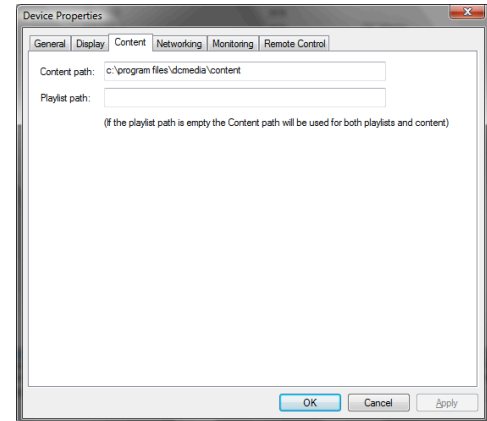 Device Properties
General Display Content Networking Monitoring Remote Control
Content path: c:\program files\dcmedia\content
Playlist path:
(If the playlist path is empty the Content path will be used for both playlists and content)
OK Cancel Apply